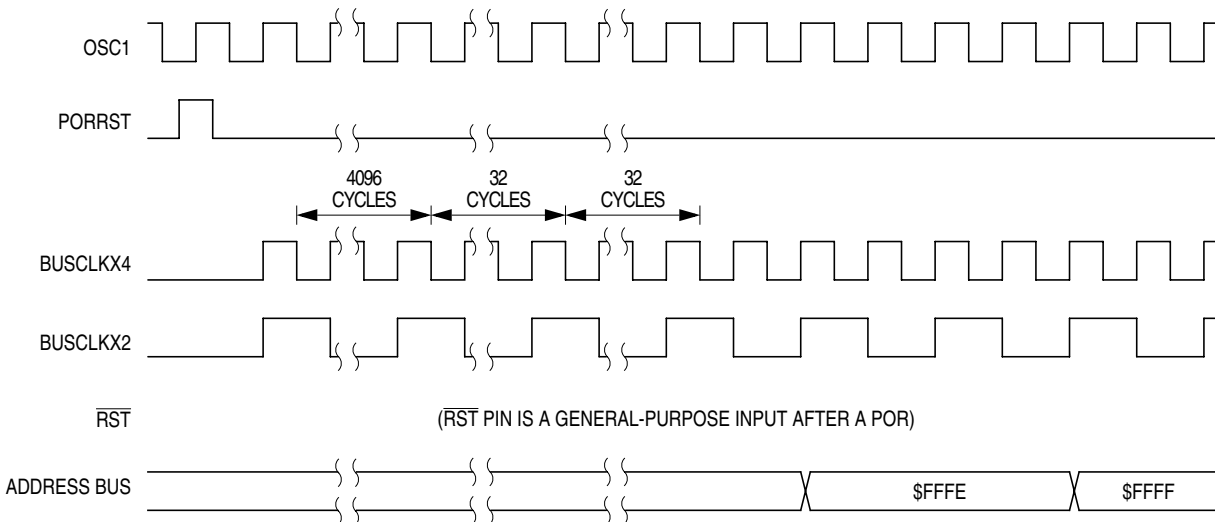 OSC1
PORRST
4096
CYCLES
32
CYCLES
32
CYCLES
BUSCLKX4
BUSCLKX2
RST
(RST PIN IS A GENERAL-PURPOSE INPUT AFTER A POR)
ADDRESS BUS
$FFFE
$FFFF